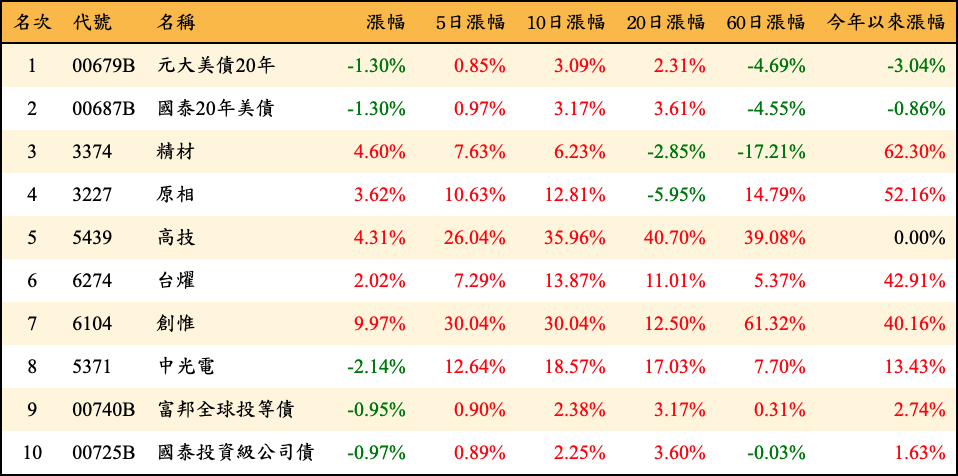 名次 代號 名稱 漲幅 5日漲幅 10日漲幅 20日漲幅 60日漲幅 今年以來漲幅
1 00679B 元大美債20年 -1.30% 0.85% 3.09% 2.31% -4.69% -3.04%
2 00687B 國泰20年美債 -1.30% 0.97% 3.17% 3.61% -4.55% -0.86%
3 3374 精材 4.60% 7.63% 6.23% -2.85% -17.21% 62.30%
4 3227 原相 3.62% 10.63% 12.81% -5.95% 14.79% 52.16%
5 5439 高技 4.31% 26.04% 35.96% 40.70% 39.08% 0.00%
6 6274 台燿 2.02% 7.29% 13.87% 11.01% 5.37% 42.91%
7 6104 創惟 9.97% 30.04% 30.04% 12.50% 61.32% 40.16%
8 5371 中光電 -2.14% 12.64% 18.57% 17.03% 7.70% 13.43%
9 00740B 富邦全球投等債 -0.95% 0.90% 2.38% 3.17% 0.31% 2.74%
10 00725B 國泰投資級公司債 -0.97% 0.89% 2.25% 3.60% -0.03% 1.63%